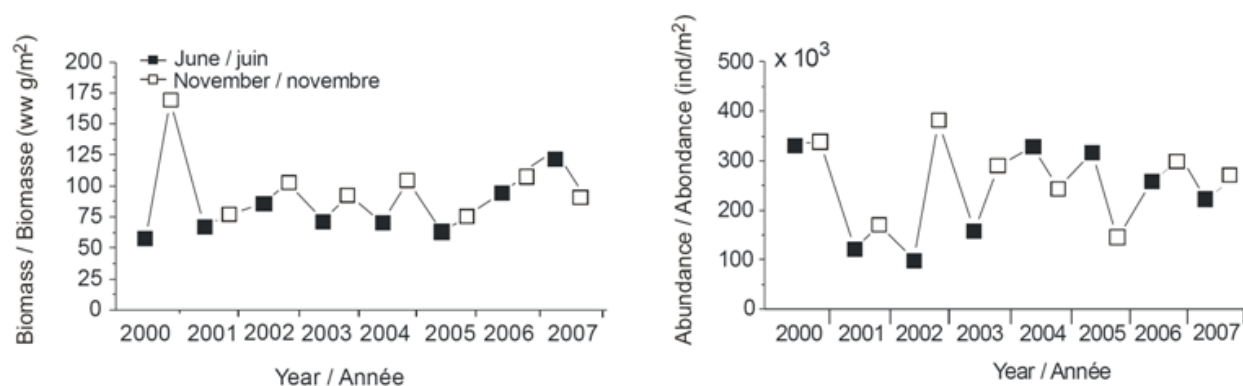 Biomass / Biomasse (ww g/m²)
200
175
150
125
100
75
50
25
0
June / juin
November / novembre
2000 2001 2002 2003 2004 2005 2006 2007
Year / Année
Abundance / Abondance (ind/m²)
x 10³
500
400
300
200
100
0
2000 2001 2002 2003 2004 2005 2006 2007
Year / Année